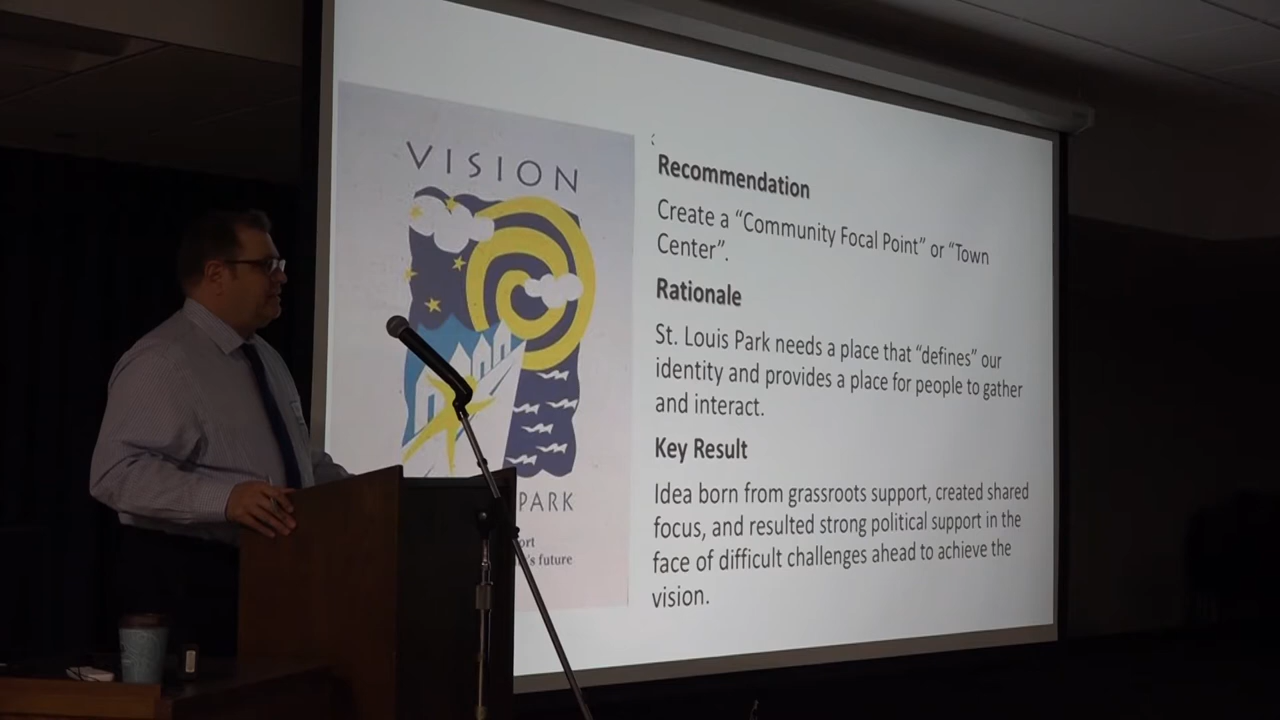 VISION
PARK
ort
's future
Recommendation
Create a “Community Focal Point” or “Town
Center”.
Rationale
St. Louis Park needs a place that “defines” our
identity and provides a place for people to gather
and interact.
Key Result
Idea born from grassroots support, created shared
focus, and resulted strong political support in the
face of difficult challenges ahead to achieve the
vision.